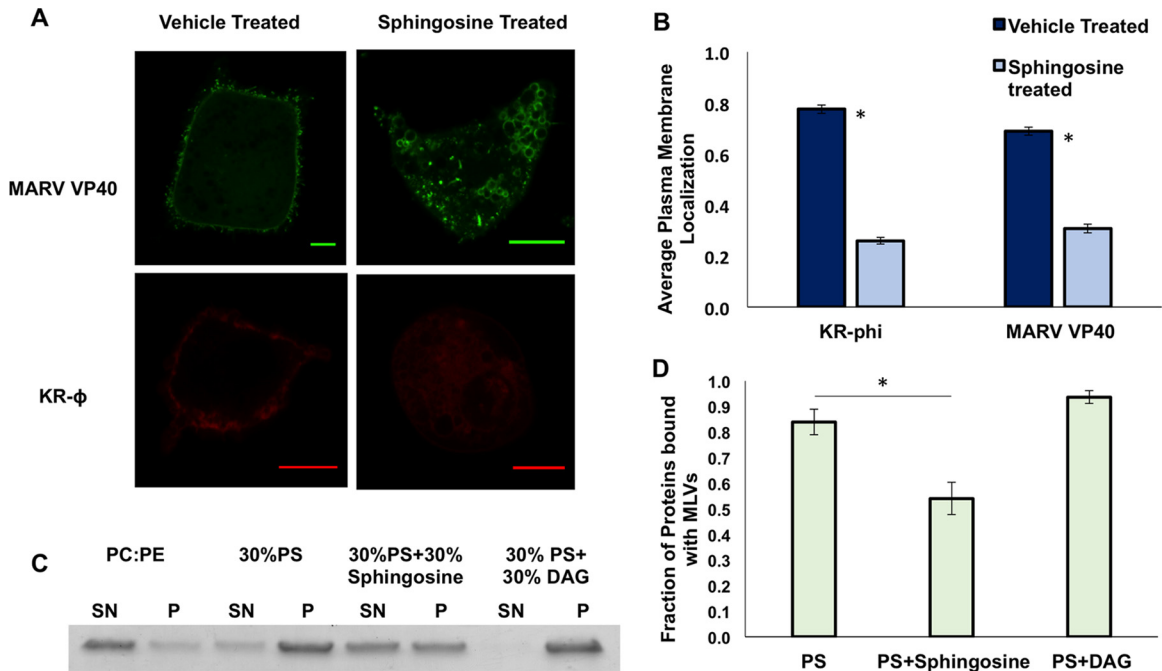 A
Vehicle Treated
Sphingosine Treated
MARV VP40
KR-ϕ
B
Vehicle Treated
Sphingosine
treated
Average Plasma Membrane
Localization
1.0
0.8
0.6
0.4
0.2
0.0
*
*
KR-phi
MARV VP40
C
PC:PE
30%PS
30%PS+30%
Sphingosine
30% PS+
30% DAG
SN
P
SN
P
SN
P
SN
P
D
Fraction of Proteins bound
with MLVs
1.0
0.9
0.8
0.7
0.6
0.5
0.4
0.3
0.2
0.1
0.0
*
PS
PS+Sphingosine
PS+DAG